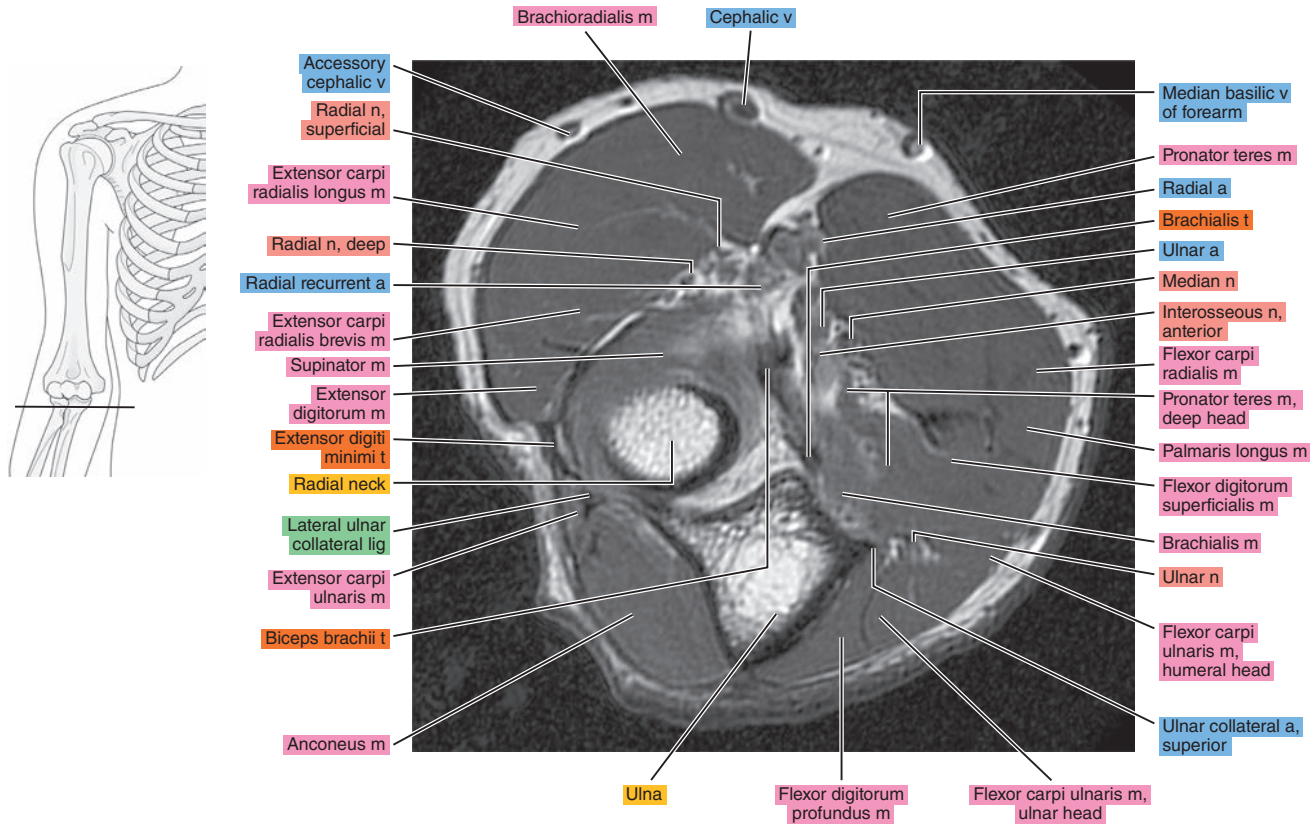 Brachioradialis m
Cephalic v
Accessory
cephalic v
Radial n,
superficial
Extensor carpi
radialis longus m
Radial n, deep
Radial recurrent a
Extensor carpi
radialis brevis m
Supinator m
Extensor
digitorum m
Extensor digiti
minimi t
Radial neck
Lateral ulnar
collateral lig
Extensor carpi
ulnaris m
Biceps brachii t
Anconeus m
Median basilic v
of forearm
Pronator teres m
Radial a
Brachialis t
Ulnar a
Median n
Interosseous n,
anterior
Flexor carpi
radialis m
Pronator teres m,
deep head
Palmaris longus m
Flexor digitorum
superficialis m
Brachialis m
Ulnar n
Flexor carpi
ulnaris m,
humeral head
Ulnar collateral a,
superior
Ulna
Flexor digitorum
profundus m
Flexor carpi ulnaris m,
ulnar head